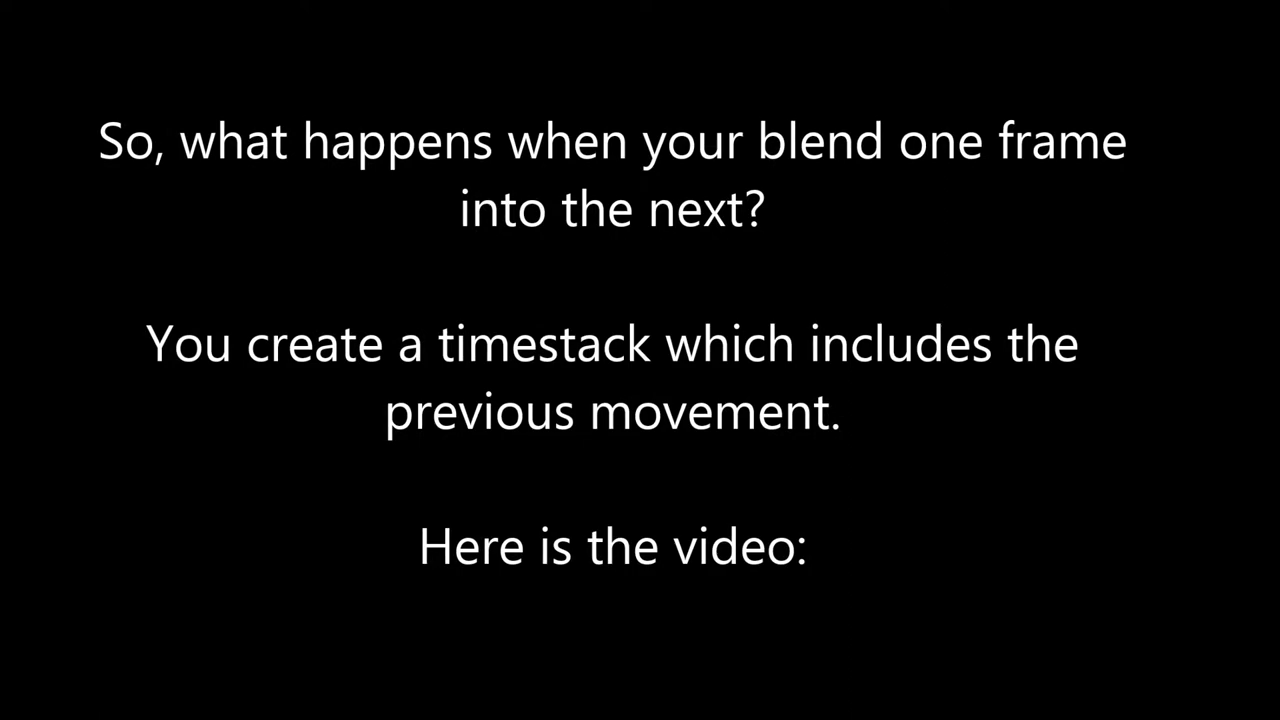 So, what happens when your blend one frame
into the next?
You create a timestack which includes the
previous movement.
Here is the video: